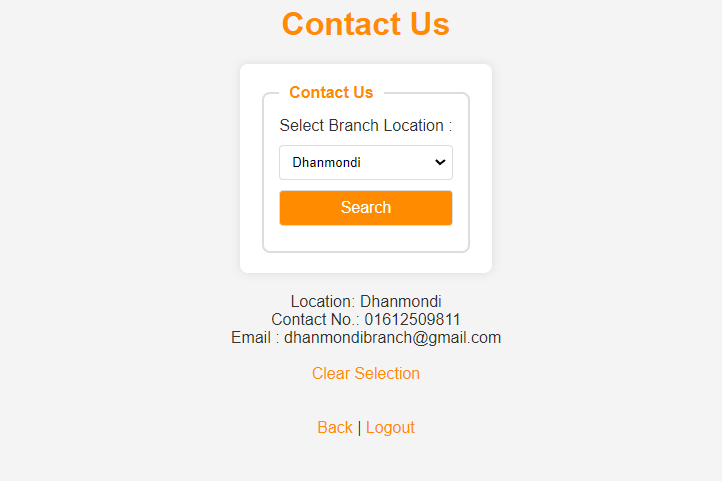 Contact Us
Contact Us
Select Branch Location :
Dhanmondi
Search
Location: Dhanmondi
Contact No.: 01612509811
Email : dhanmondibranch@gmail.com
Clear Selection
Back | Logout